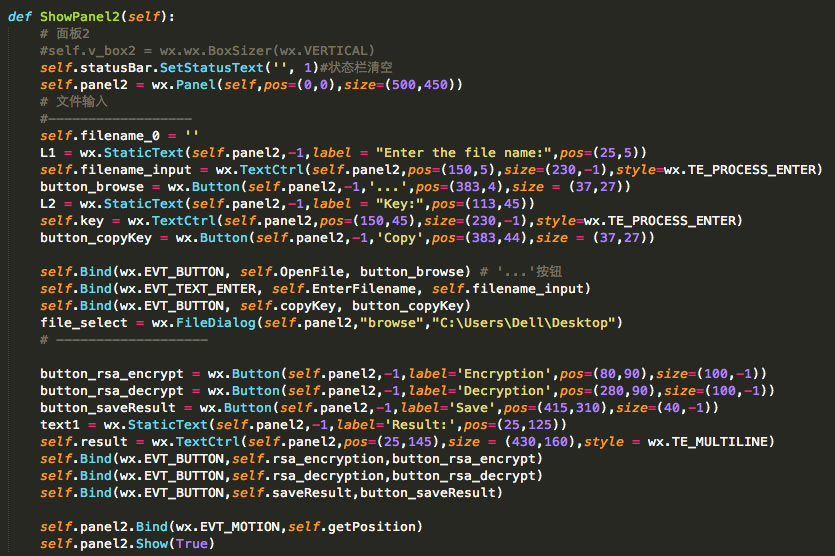 def ShowPanel2(self):
# 面板2
#self.v_box2 = wx.wx.BoxSizer(wx.VERTICAL)
self.statusBar.SetStatusText('', 1)#状态栏清空
self.panel2 = wx.Panel(self,pos=(0,0),size=(500,450))
# 文件输入
#------------------
self.filename_0 = ''
L1 = wx.StaticText(self.panel2,-1,label = "Enter the file name:",pos=(25,5))
self.filename_input = wx.TextCtrl(self.panel2,pos=(150,5),size=(230,-1),style=wx.TE_PROCESS_ENTER)
button_browse = wx.Button(self.panel2,-1,'...',pos=(383,4),size = (37,27))
L2 = wx.StaticText(self.panel2,-1,label = "Key:",pos=(113,45))
self.key = wx.TextCtrl(self.panel2,pos=(150,45),size=(230,-1),style=wx.TE_PROCESS_ENTER)
button_copyKey = wx.Button(self.panel2,-1,'Copy',pos=(383,44),size = (37,27))
self.Bind(wx.EVT_BUTTON, self.OpenFile, button_browse) # '...'按钮
self.Bind(wx.EVT_TEXT_ENTER, self.EnterFilename, self.filename_input)
self.Bind(wx.EVT_BUTTON, self.copyKey, button_copyKey)
file_select = wx.FileDialog(self.panel2,"browse","C:\Users\Dell\Desktop")
# -------------------
button_rsa_encrypt = wx.Button(self.panel2,-1,label='Encryption',pos=(80,90),size=(100,-1))
button_rsa_decrypt = wx.Button(self.panel2,-1,label='Decryption',pos=(280,90),size=(100,-1))
button_saveResult = wx.Button(self.panel2,-1,label='Save',pos=(415,310),size=(40,-1))
text1 = wx.StaticText(self.panel2,-1,label='Result:',pos=(25,125))
self.result = wx.TextCtrl(self.panel2,pos=(25,145),size = (430,160),style = wx.TE_MULTILINE)
self.Bind(wx.EVT_BUTTON,self.rsa_encryption,button_rsa_encrypt)
self.Bind(wx.EVT_BUTTON,self.rsa_decryption,button_rsa_decrypt)
self.Bind(wx.EVT_BUTTON,self.saveResult,button_saveResult)
self.panel2.Bind(wx.EVT_MOTION,self.getPosition)
self.panel2.Show(True)